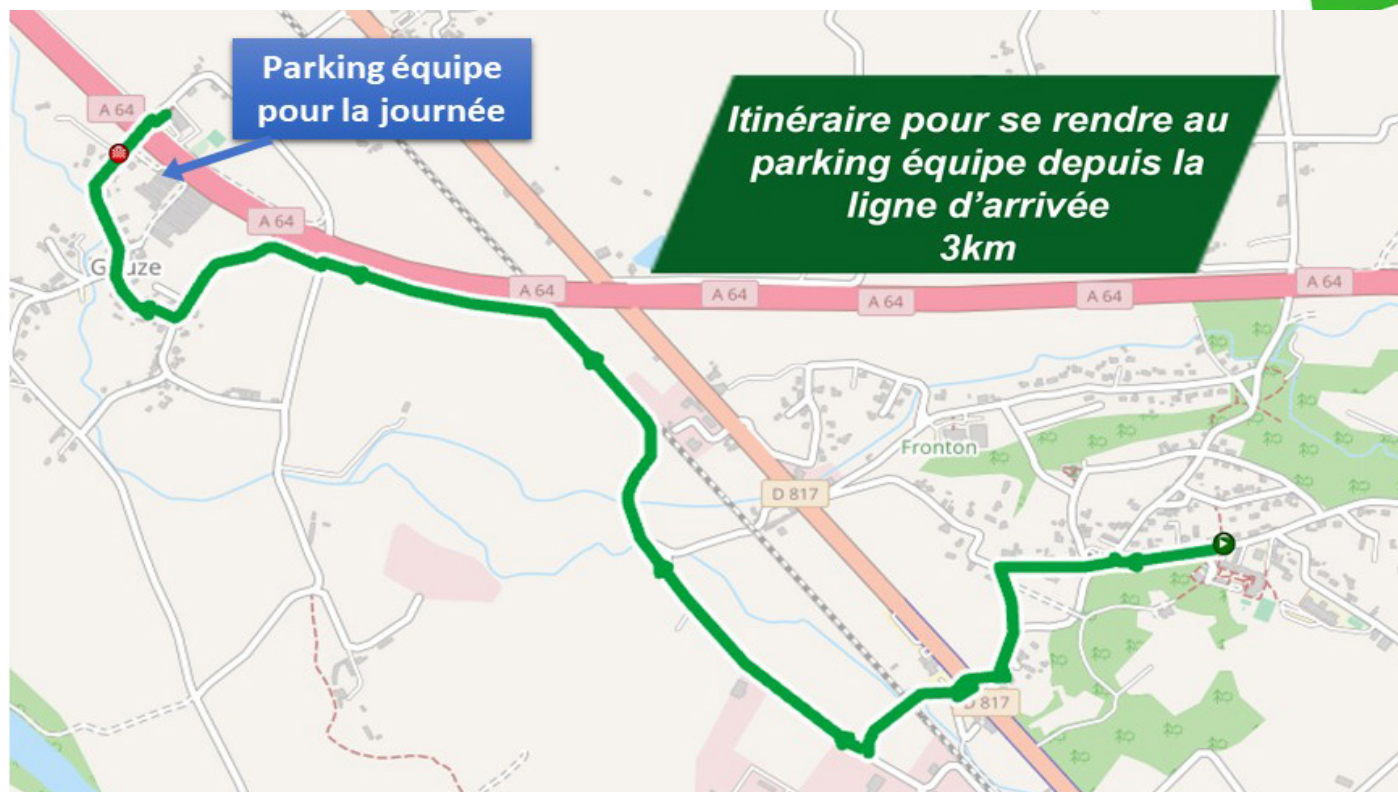 Parking équipe
pour la journée
Itinéraire pour se rendre au
parking équipe depuis la
ligne d'arrivée
3km
A 64
A 64
A 64
A 64
A 64
A 64
A 64
Fronton
D 817
D 817